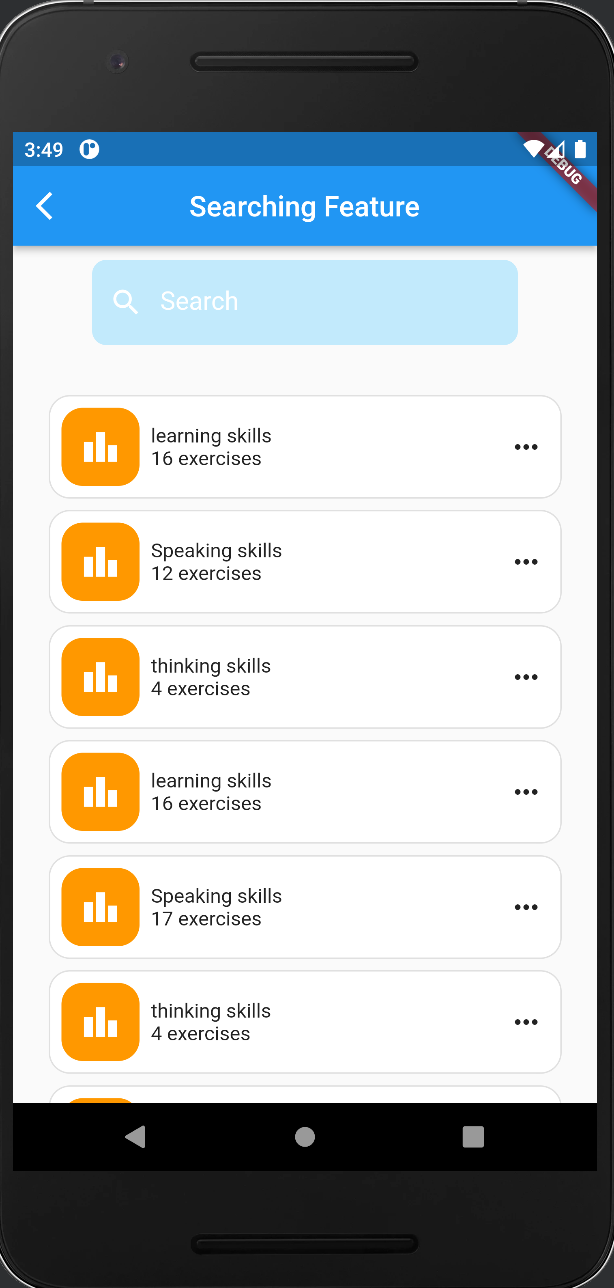 3:49
DEBUG
Searching Feature
Search
learning skills
16 exercises
Speaking skills
12 exercises
thinking skills
4 exercises
learning skills
16 exercises
Speaking skills
17 exercises
thinking skills
4 exercises